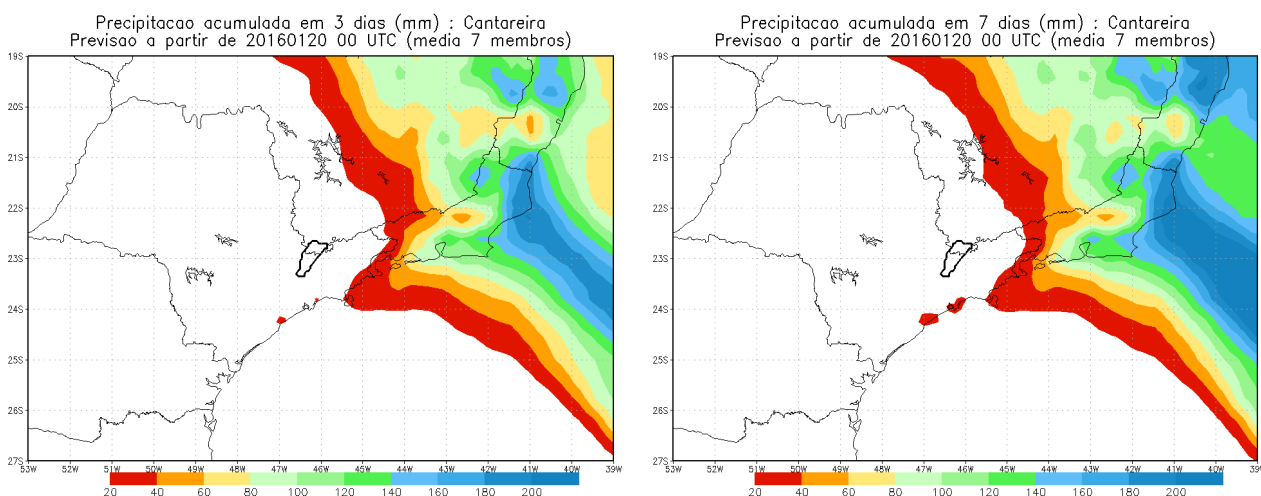 Precipitacao acumulada em 3 dias (mm) : Cantareira
Previsao a partir de 20160120 00 UTC (media 7 membros)
19S
20S
21S
22S
23S
24S
25S
26S
27S
53W 52W 51W 50W 49W 48W 47W 46W 45W 44W 43W 42W 41W 40W 39W
20 40 60 80 100 120 140 160 180 200
Precipitacao acumulada em 7 dias (mm) : Cantareira
Previsao a partir de 20160120 00 UTC (media 7 membros)
19S
20S
21S
22S
23S
24S
25S
26S
27S
53W 52W 51W 50W 49W 48W 47W 46W 45W 44W 43W 42W 41W 40W 39W
20 40 60 80 100 120 140 160 180 200